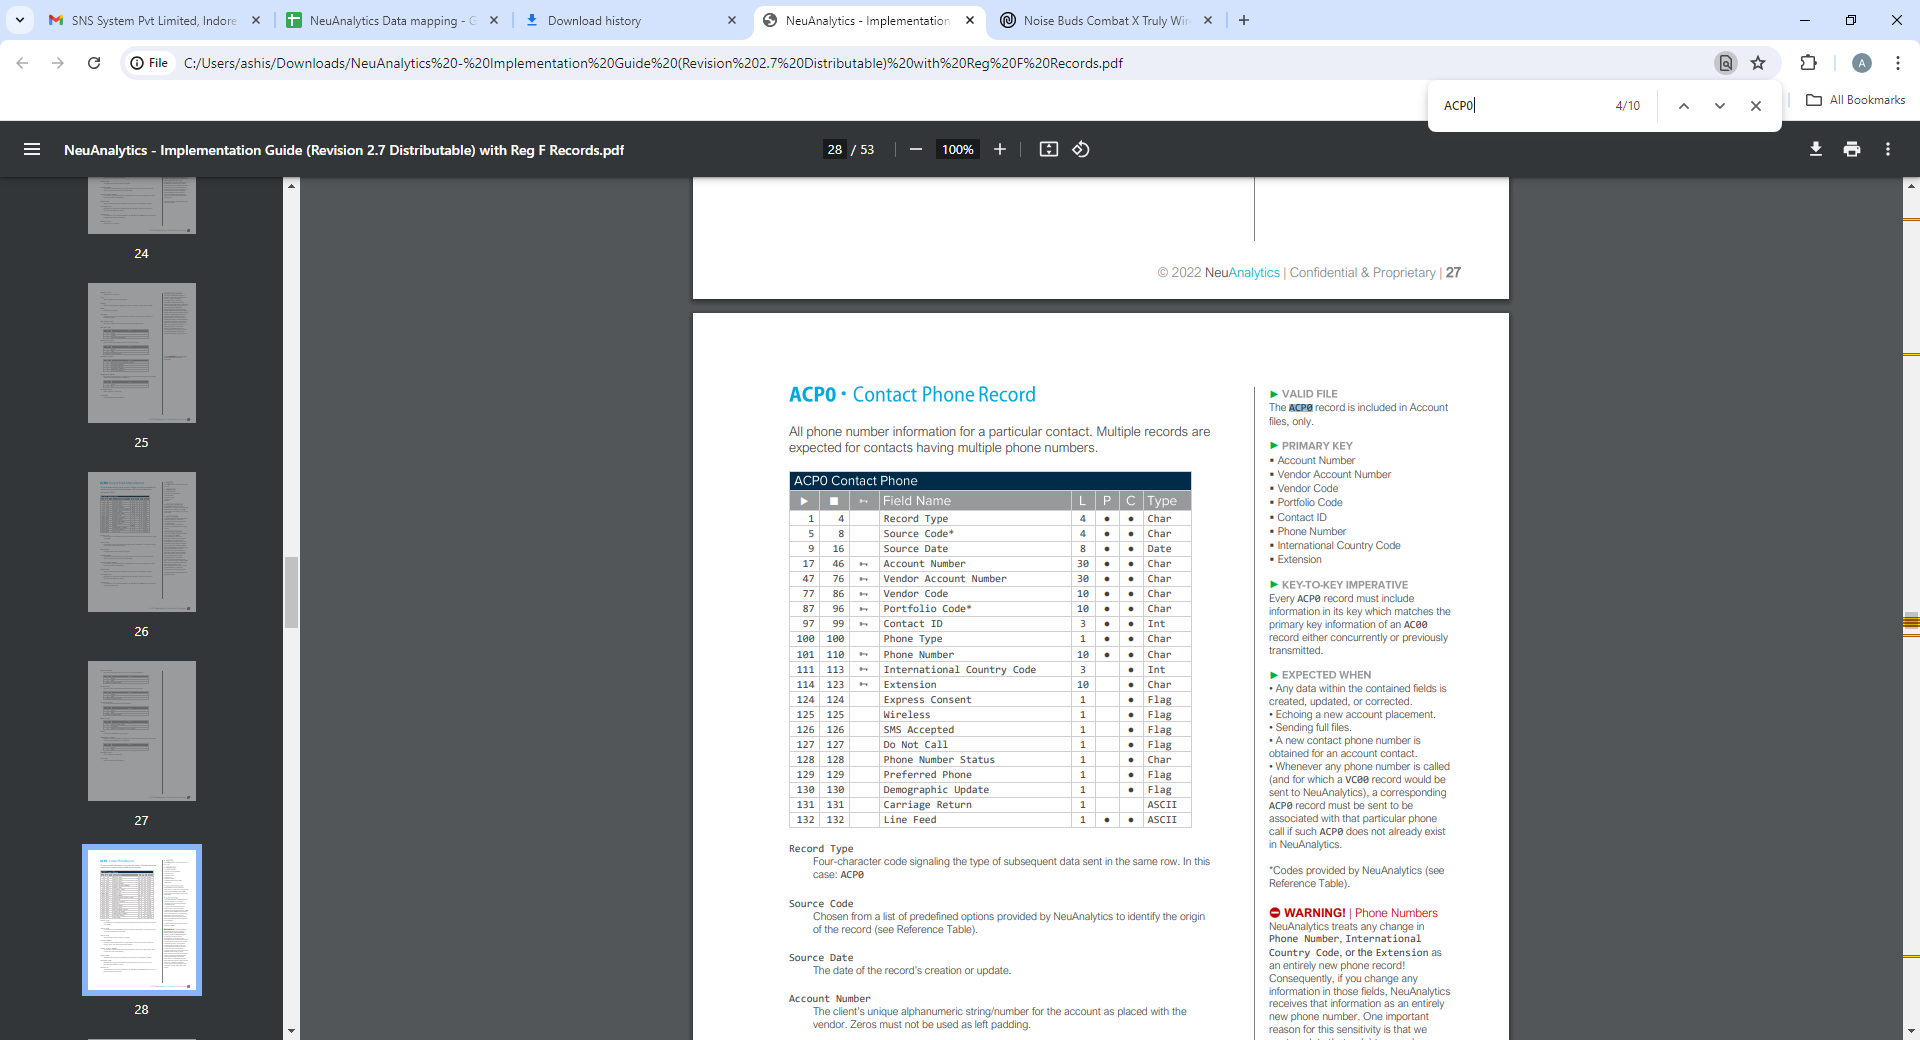 SNS System Pvt Limited, Indore
NeuAnalytics Data mapping - G
Download history
NeuAnalytics - Implementation
Noise Buds Combat X Truly Wir
File
C:/Users/ashis/Downloads/NeuAnalytics%20-%20Implementation%20Guide%20(Revision%202.7%20Distributable)%20with%20Reg%20F%20Records.pdf
A
ACP0
4/10
All Bookmarks
NeuAnalytics - Implementation Guide (Revision 2.7 Distributable) with Reg F Records.pdf
28 / 53
100%
24
25
26
27
28
© 2022 NeuAnalytics | Confidential & Proprietary | 27
ACP0 • Contact Phone Record
All phone number information for a particular contact. Multiple records are
expected for contacts having multiple phone numbers.
ACP0 Contact Phone
► ■ Field Name L P C Type
1 4 Record Type 4 • • Char
5 8 Source Code* 4 • • Char
9 16 Source Date 8 • • Date
17 46 Account Number 30 • • Char
47 76 Vendor Account Number 30 • • Char
77 86 Vendor Code 10 • • Char
87 96 Portfolio Code* 10 • • Char
97 99 Contact ID 3 • • Int
100 100 Phone Type 1 • • Char
101 110 Phone Number 10 • • Char
111 113 International Country Code 3 • Int
114 123 Extension 10 • Char
124 124 Express Consent 1 • Flag
125 125 Wireless 1 • Flag
126 126 SMS Accepted 1 • Flag
127 127 Do Not Call 1 • Flag
128 128 Phone Number Status 1 • Char
129 129 Preferred Phone 1 • Flag
130 130 Demographic Update 1 • Flag
131 131 Carriage Return 1 ASCII
132 132 Line Feed 1 • • ASCII
Record Type
Four-character code signaling the type of subsequent data sent in the same row. In this
case: ACP0
Source Code
Chosen from a list of predefined options provided by NeuAnalytics to identify the origin
of the record (see Reference Table).
Source Date
The date of the record's creation or update.
Account Number
The client's unique alphanumeric string/number for the account as placed with the
vendor. Zeros must not be used as left padding.
► VALID FILE
The ACP0 record is included in Account
files, only.
► PRIMARY KEY
▪ Account Number
▪ Vendor Account Number
▪ Vendor Code
▪ Portfolio Code
▪ Contact ID
▪ Phone Number
▪ International Country Code
▪ Extension
► KEY-TO-KEY IMPERATIVE
Every ACP0 record must include
information in its key which matches the
primary key information of an AC00
record either concurrently or previously
transmitted.
► EXPECTED WHEN
• Any data within the contained fields is
created, updated, or corrected.
• Echoing a new account placement.
• Sending full files.
• A new contact phone number is
obtained for an account contact.
• Whenever any phone number is called
(and for which a VC00 record would be
sent to NeuAnalytics), a corresponding
ACP0 record must be sent to be
associated with that particular phone
call if such ACP0 does not already exist
in NeuAnalytics.
*Codes provided by NeuAnalytics (see
Reference Table).
WARNING! | Phone Numbers
NeuAnalytics treats any change in
Phone Number, International
Country Code, or the Extension as
an entirely new phone record!
Consequently, if you change any
information in those fields, NeuAnalytics
receives that information as an entirely
new phone number. One important
reason for this sensitivity is that we